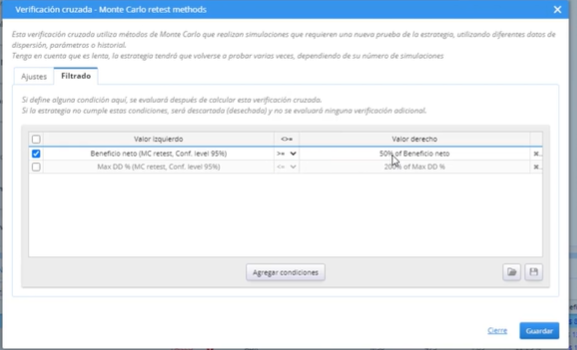 Verificación cruzada - Monte Carlo retest methods
Esta verificación cruzada utiliza métodos de Monte Carlo que realizan simulaciones que requieren una nueva prueba de la estrategia, utilizando diferentes datos de
dispersión, parámetros o historial.
Tenga en cuenta que es lenta, la estrategia tendrá que volverse a probar varias veces, dependiendo de su número de simulaciones
Ajustes Filtrado
Si define alguna condición aquí, se evaluará después de calcular esta verificación cruzada.
Si la estrategia no cumple estas condiciones, será descartada (desechada) y no se evaluará ninguna verificación adicional.
Valor izquierdo <>= Valor derecho
Beneficio neto (MC retest, Conf. level 95%) >= 50% of Beneficio neto
Max DD % (MC retest, Conf. level 95%) <= 200% of Max DD %
Agregar condiciones
Cierre Guardar